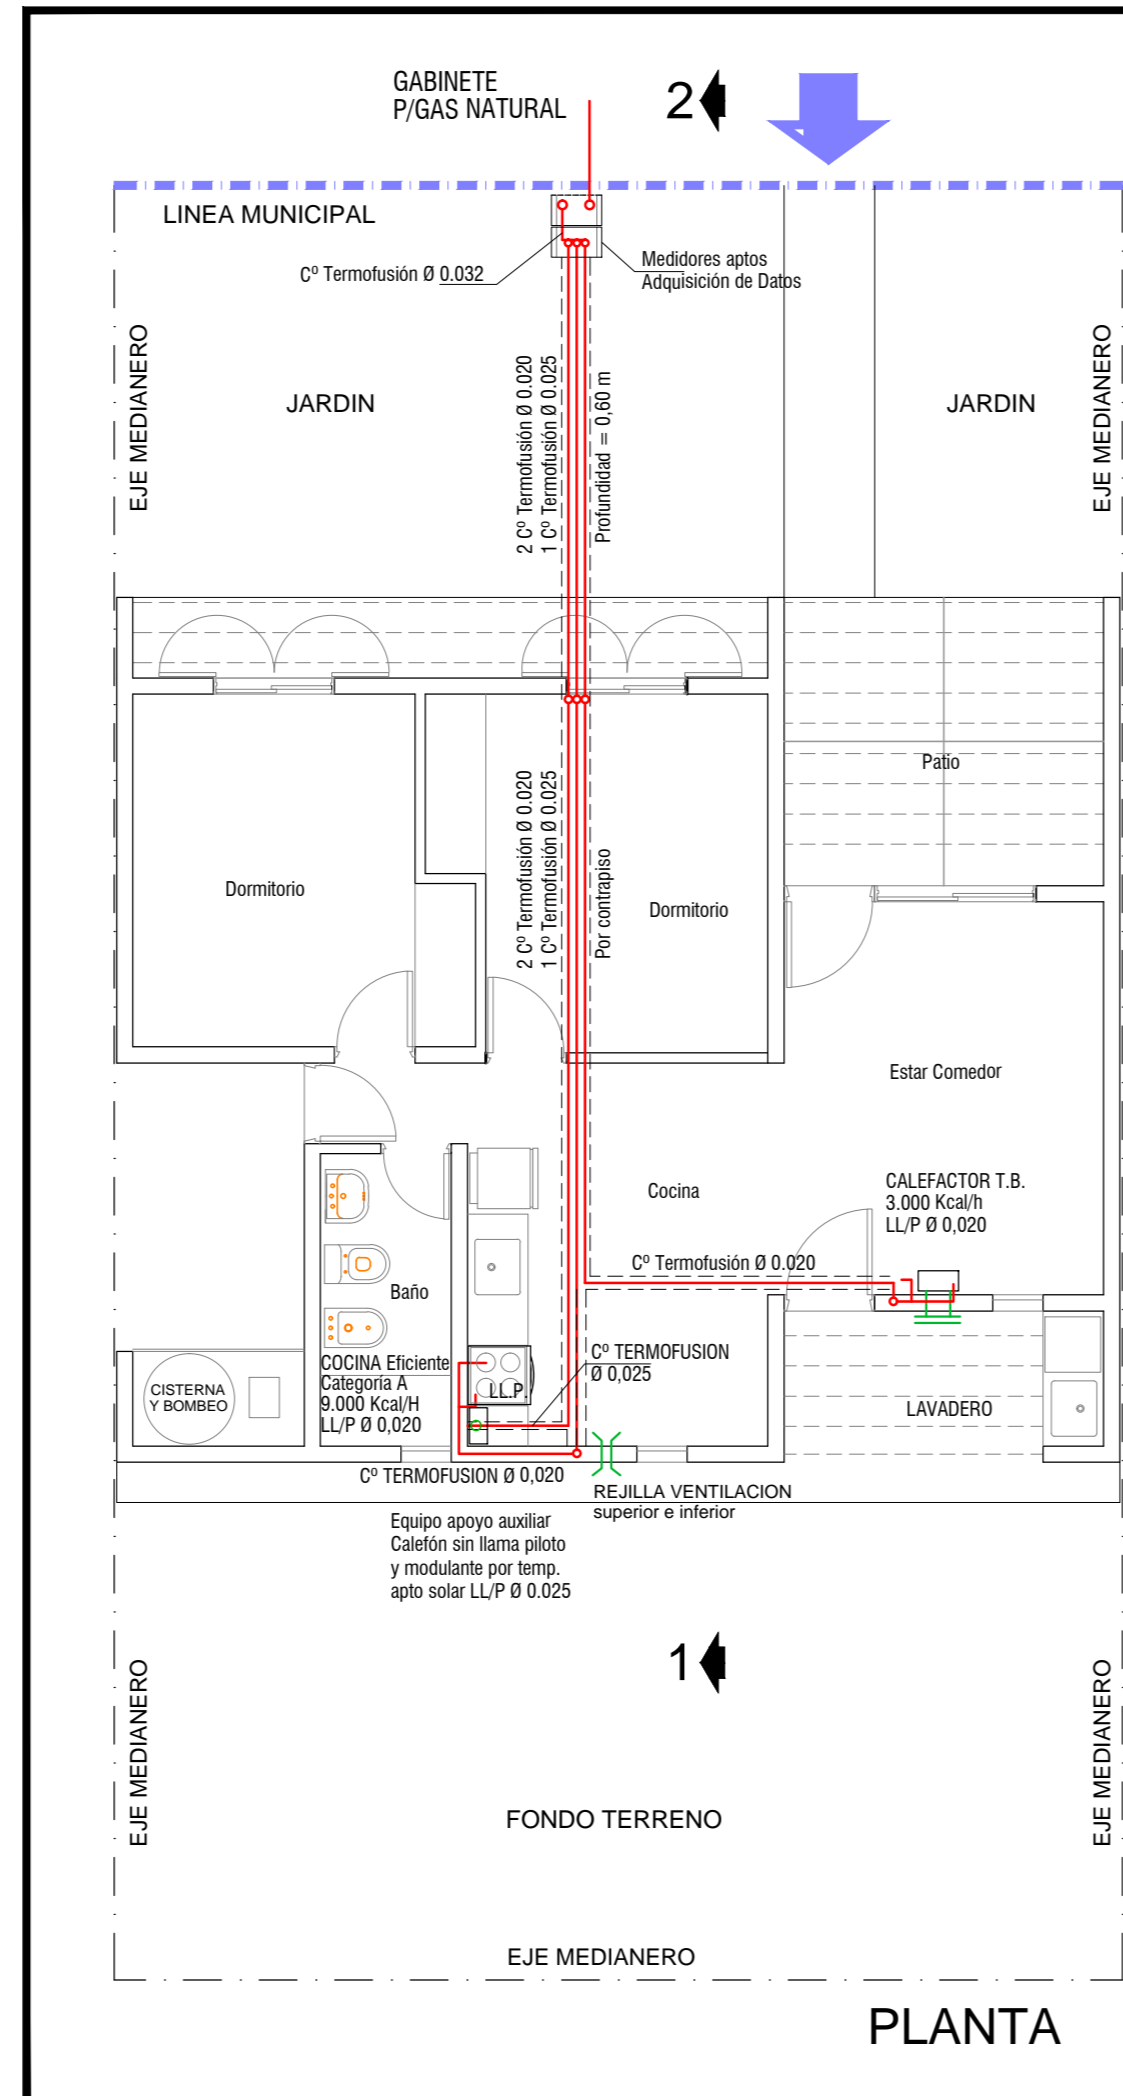 GABINETE
P/GAS NATURAL
2
LINEA MUNICIPAL
Cº Termofusión Ø 0.032
Medidores aptos
Adquisición de Datos
EJE MEDIANERO
JARDIN
2 Cº Termofusión Ø 0.020
1 Cº Termofusión Ø 0.025
Profundidad = 0,60 m
JARDIN
EJE MEDIANERO
Patio
2 Cº Termofusión Ø 0.020
1 Cº Termofusión Ø 0.025
Por contrapiso
Dormitorio
Dormitorio
Estar Comedor
Cocina
CALEFACTOR T.B.
3.000 Kcal/h
LL/P Ø 0,020
Cº Termofusión Ø 0.020
Baño
Cº TERMOFUSION
Ø 0,025
COCINA Eficiente
Categoría A
9.000 Kcal/H
LL/P Ø 0,020
LL.P.
CISTERNA
Y BOMBEO
LAVADERO
Cº TERMOFUSION Ø 0,020
REJILLA VENTILACION
superior e inferior
Equipo apoyo auxiliar
Calefón sin llama piloto
y modulante por temp.
apto solar LL/P Ø 0.025
1
EJE MEDIANERO
EJE MEDIANERO
FONDO TERRENO
EJE MEDIANERO
PLANTA